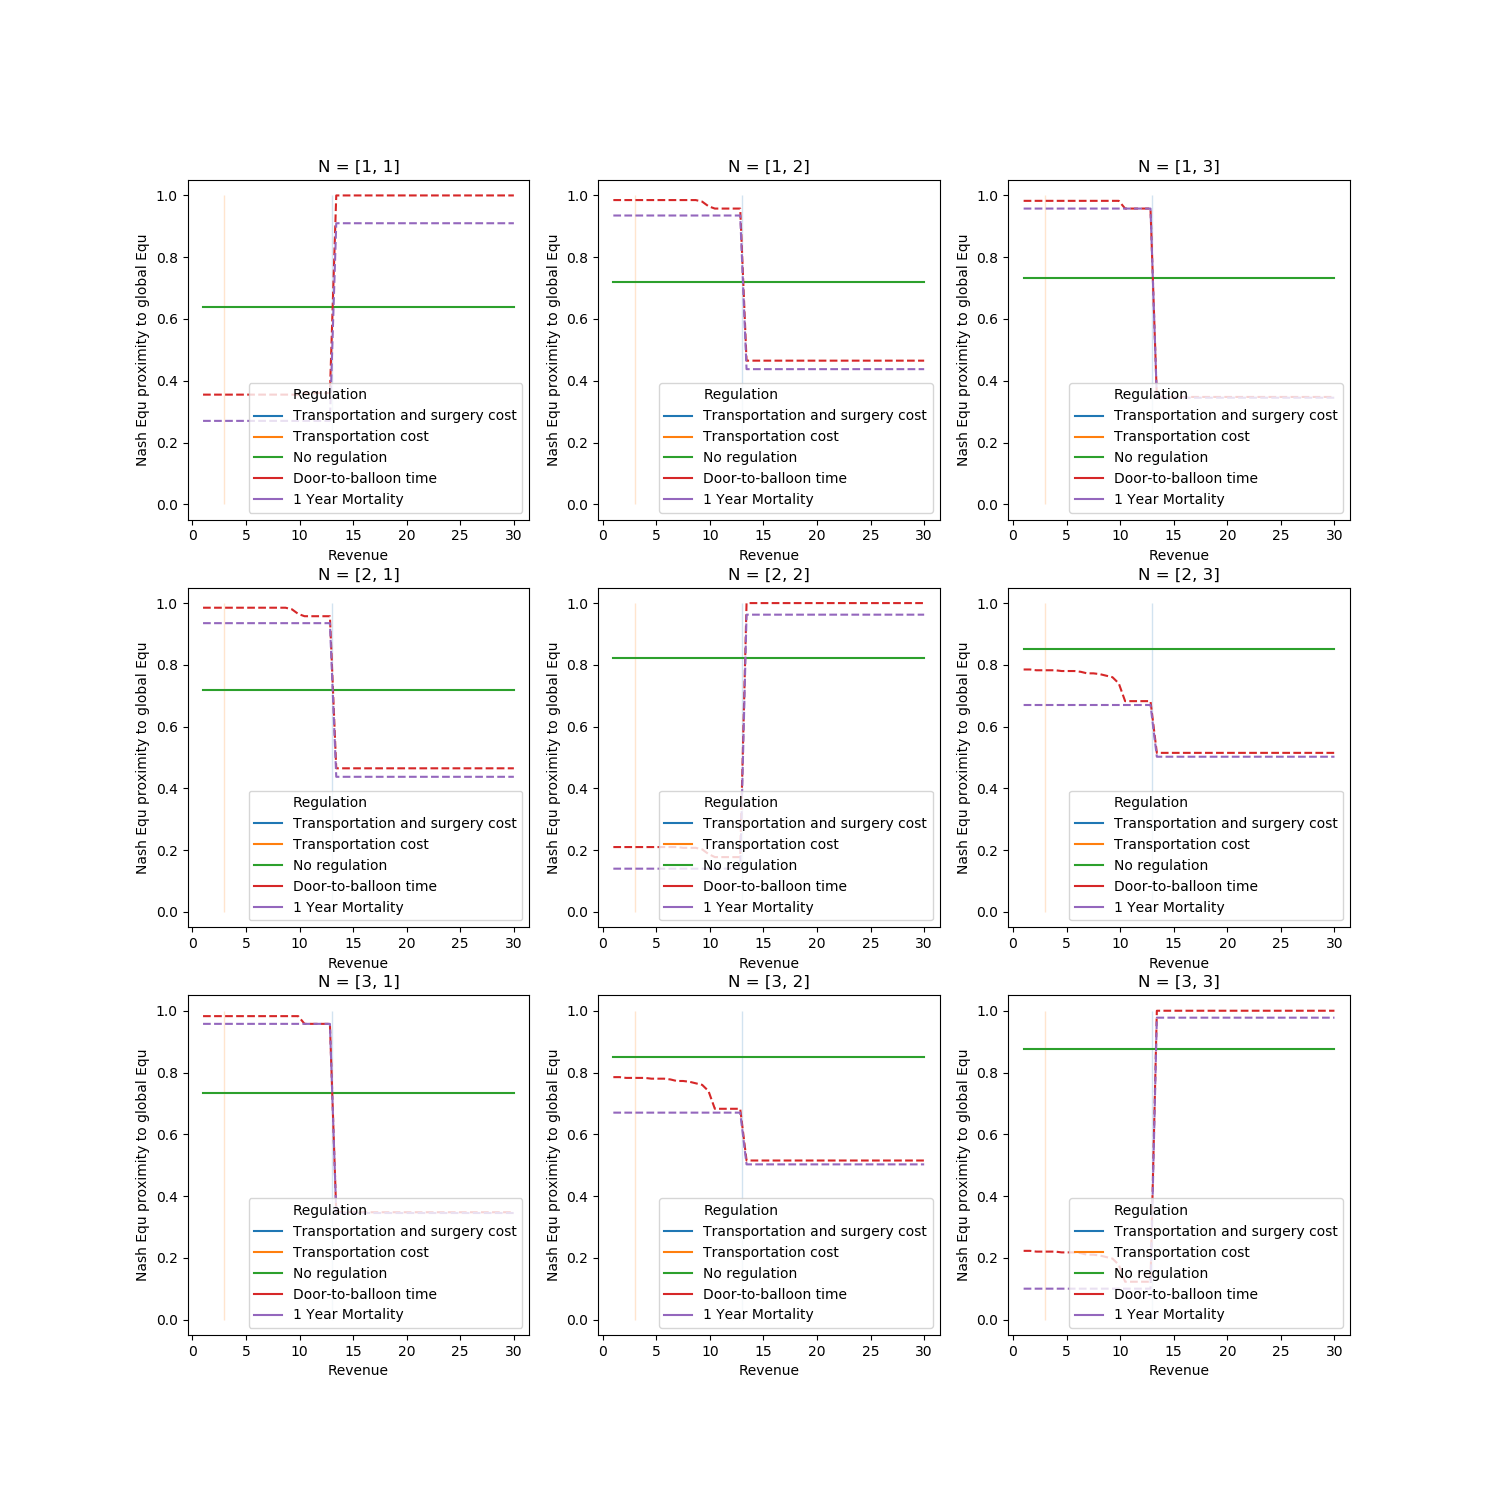 N = [1, 1]
1.0
0.8
0.6
0.4
0.2
0.0
Nash Equ proximity to global Equ
Regulation
Transportation and surgery cost
Transportation cost
No regulation
Door-to-balloon time
1 Year Mortality
0 5 10 15 20 25 30
Revenue
N = [1, 2]
1.0
0.8
0.6
0.4
0.2
0.0
Nash Equ proximity to global Equ
Regulation
Transportation and surgery cost
Transportation cost
No regulation
Door-to-balloon time
1 Year Mortality
0 5 10 15 20 25 30
Revenue
N = [1, 3]
1.0
0.8
0.6
0.4
0.2
0.0
Nash Equ proximity to global Equ
Regulation
Transportation and surgery cost
Transportation cost
No regulation
Door-to-balloon time
1 Year Mortality
0 5 10 15 20 25 30
Revenue
N = [2, 1]
1.0
0.8
0.6
0.4
0.2
0.0
Nash Equ proximity to global Equ
Regulation
Transportation and surgery cost
Transportation cost
No regulation
Door-to-balloon time
1 Year Mortality
0 5 10 15 20 25 30
Revenue
N = [2, 2]
1.0
0.8
0.6
0.4
0.2
0.0
Nash Equ proximity to global Equ
Regulation
Transportation and surgery cost
Transportation cost
No regulation
Door-to-balloon time
1 Year Mortality
0 5 10 15 20 25 30
Revenue
N = [2, 3]
1.0
0.8
0.6
0.4
0.2
0.0
Nash Equ proximity to global Equ
Regulation
Transportation and surgery cost
Transportation cost
No regulation
Door-to-balloon time
1 Year Mortality
0 5 10 15 20 25 30
Revenue
N = [3, 1]
1.0
0.8
0.6
0.4
0.2
0.0
Nash Equ proximity to global Equ
Regulation
Transportation and surgery cost
Transportation cost
No regulation
Door-to-balloon time
1 Year Mortality
0 5 10 15 20 25 30
Revenue
N = [3, 2]
1.0
0.8
0.6
0.4
0.2
0.0
Nash Equ proximity to global Equ
Regulation
Transportation and surgery cost
Transportation cost
No regulation
Door-to-balloon time
1 Year Mortality
0 5 10 15 20 25 30
Revenue
N = [3, 3]
1.0
0.8
0.6
0.4
0.2
0.0
Nash Equ proximity to global Equ
Regulation
Transportation and surgery cost
Transportation cost
No regulation
Door-to-balloon time
1 Year Mortality
0 5 10 15 20 25 30
Revenue